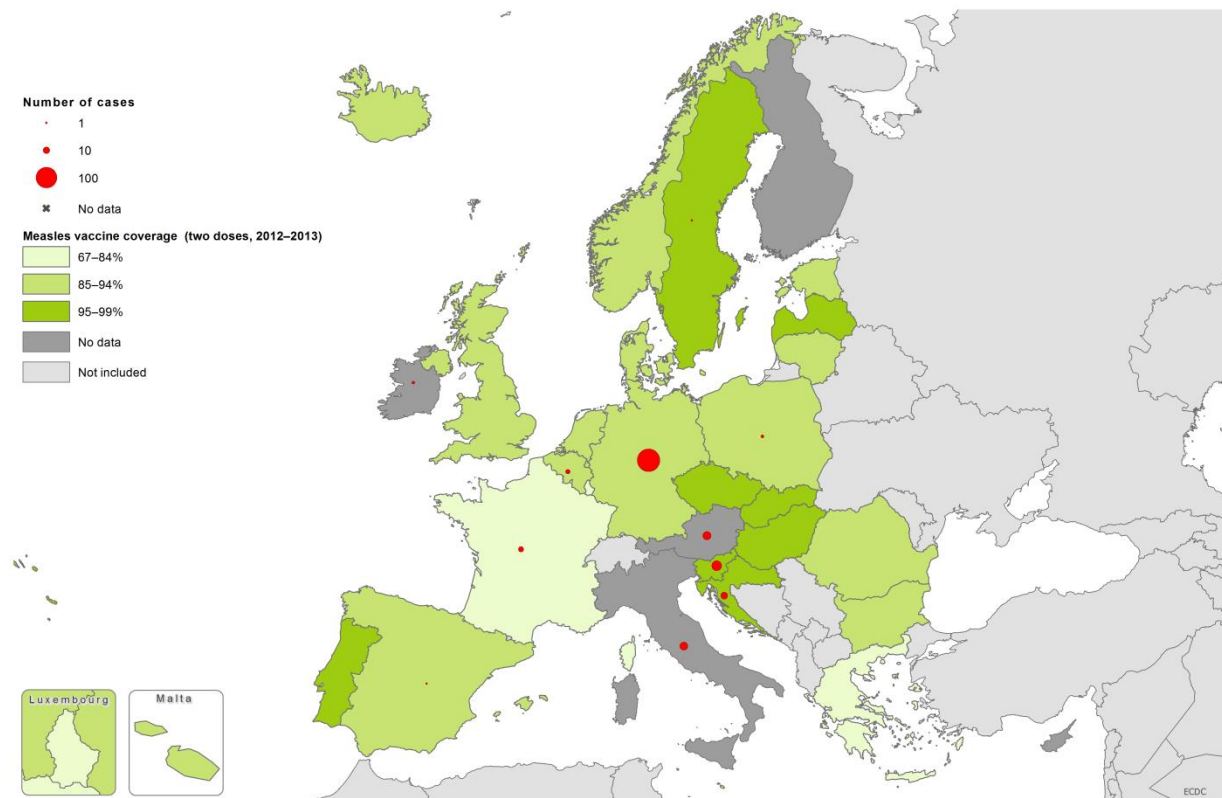 Number of cases
1
10
100
No data
Measles vaccine coverage (two doses, 2012–2013)
67–84%
85–94%
95–99%
No data
Not included
Luxembourg
Malta
ECDC